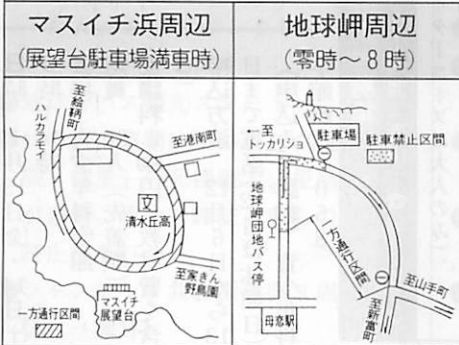 マスイチ浜周辺
(展望台駐車場満車時)
至絵鞆町
ハルカラモイ
至港南町
文
清水丘高
至家きん
野鳥園
マスイチ
展望台
一方通行区間
地球岬周辺
(零時～8時)
←至
トッカリショ
駐車場
駐車禁止区間
地球岬団地バス停
一方通行区間
至山手町
至新富町
母恋駅